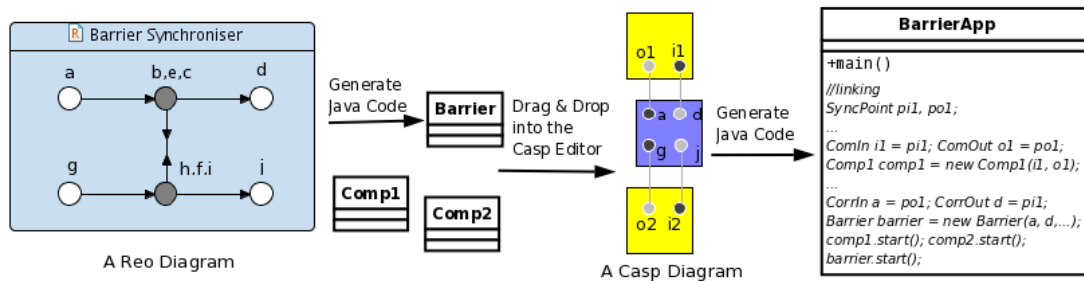 Barrier Synchroniser
a
b,e,c
d
g
h.f.i
j
A Reo Diagram
Generate
Java Code
Barrier
Comp1
Comp2
Drag & Drop
into the
Casp Editor
o1 i1
a d
g j
o2 i2
A Casp Diagram
Generate
Java Code
BarrierApp
+main()
//linking
SyncPoint pi1, po1;
...
ComIn i1 = pi1; ComOut o1 = po1;
Comp1 comp1 = new Comp1(i1, o1);
...
CorrIn a = po1; CorrOut d = pi1;
Barrier barrier = new Barrier(a, d,...);
comp1.start(); comp2.start();
barrier.start();